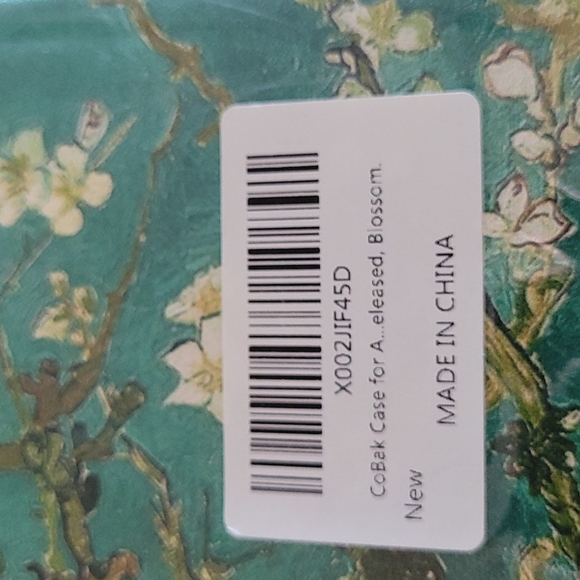 X002JIF45D
CoBak Case for A...eleased, Blossom.
New
MADE IN CHINA